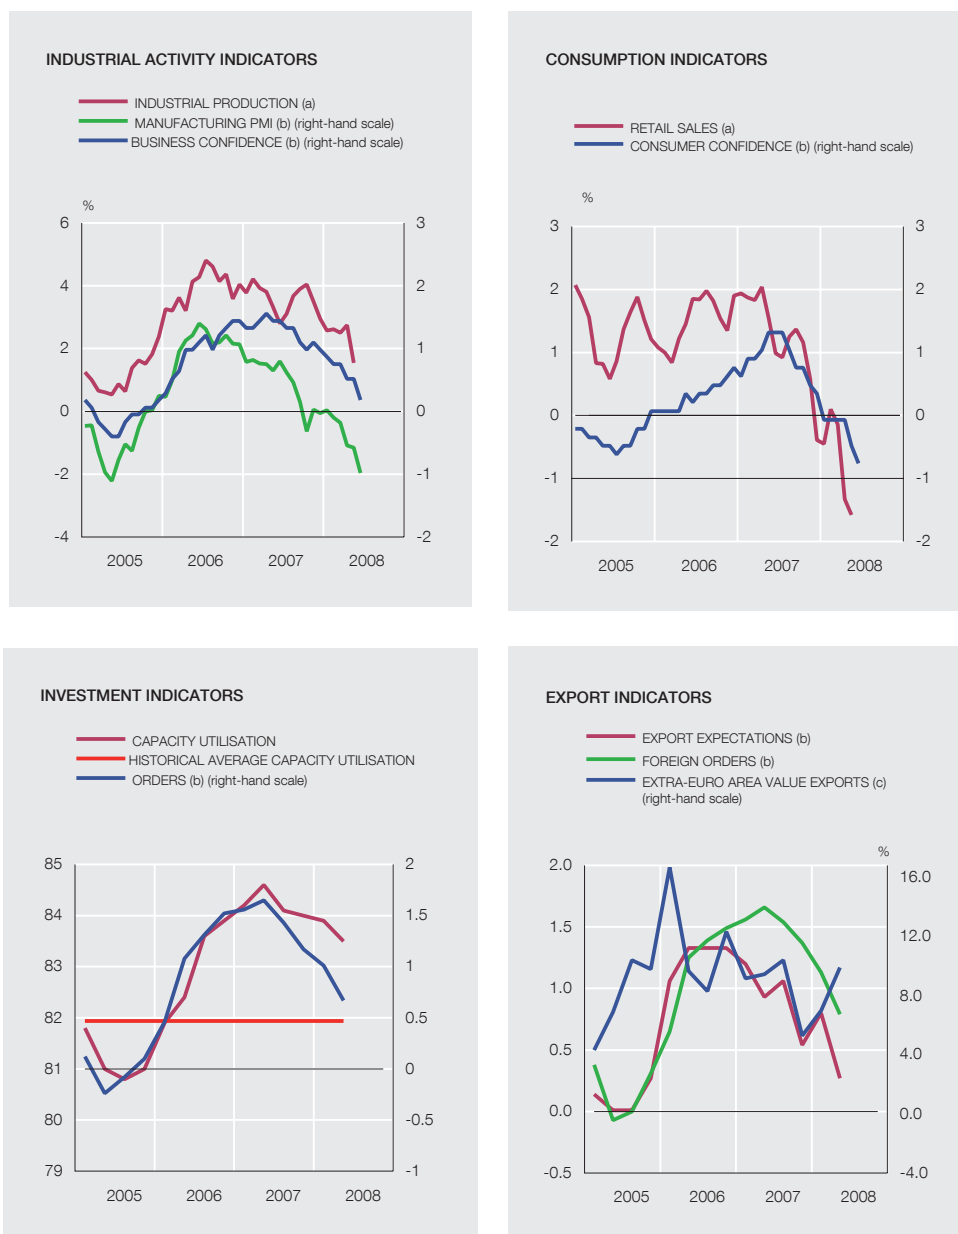 INDUSTRIAL ACTIVITY INDICATORS
INDUSTRIAL PRODUCTION (a)
MANUFACTURING PMI (b) (right-hand scale)
BUSINESS CONFIDENCE (b) (right-hand scale)
%
6 3
4 2
2 1
0 0
-2 -1
-4 -2
2005 2006 2007 2008
CONSUMPTION INDICATORS
RETAIL SALES (a)
CONSUMER CONFIDENCE (b) (right-hand scale)
%
3 3
2 2
1 1
0 0
-1 -1
-2 -2
2005 2006 2007 2008
INVESTMENT INDICATORS
CAPACITY UTILISATION
HISTORICAL AVERAGE CAPACITY UTILISATION
ORDERS (b) (right-hand scale)
85 2
84 1.5
83 1
82 0.5
81 0
80 -0.5
79 -1
2005 2006 2007 2008
EXPORT INDICATORS
EXPORT EXPECTATIONS (b)
FOREIGN ORDERS (b)
EXTRA-EURO AREA VALUE EXPORTS (c)
(right-hand scale)
%
2.0 16.0
1.5 12.0
1.0 8.0
0.5 4.0
0.0 0.0
-0.5 -4.0
2005 2006 2007 2008